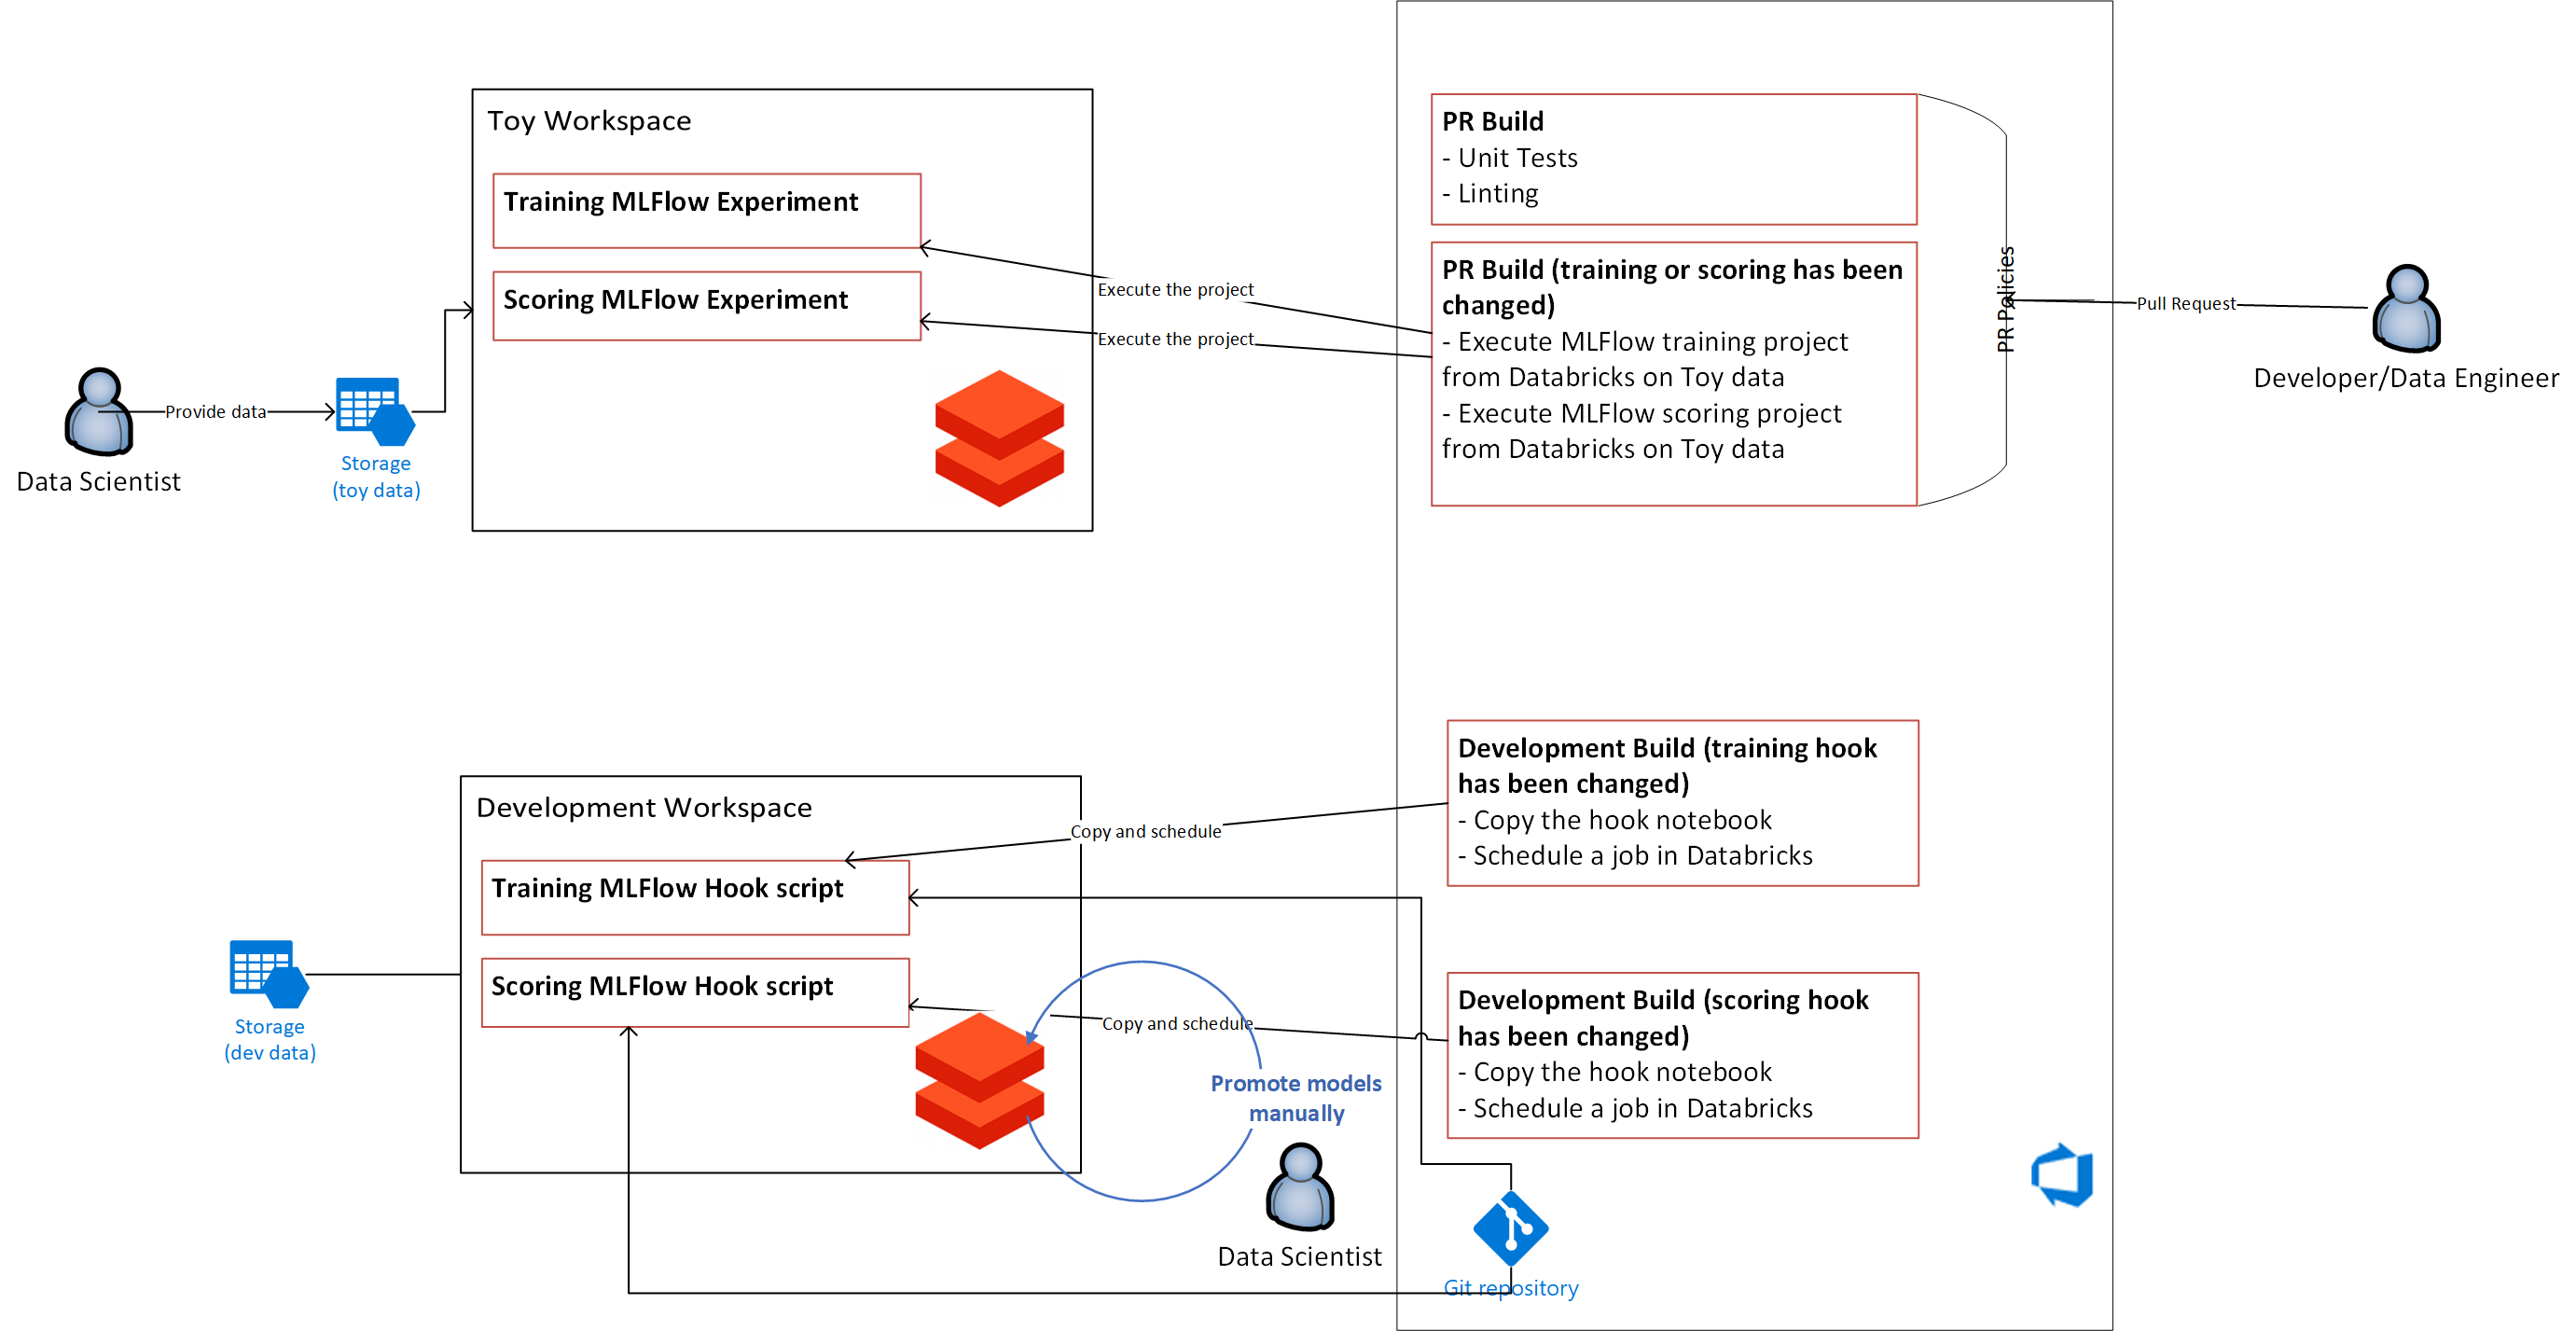 Toy Workspace
Training MLFlow Experiment
Scoring MLFlow Experiment
Provide data
Data Scientist
Storage
(toy data)
Execute the project
Execute the project
PR Build
- Unit Tests
- Linting
PR Build (training or scoring has been
changed)
- Execute MLFlow training project
from Databricks on Toy data
- Execute MLFlow scoring project
from Databricks on Toy data
PR Policies
Pull Request
Developer/Data Engineer
Development Workspace
Training MLFlow Hook script
Scoring MLFlow Hook script
Storage
(dev data)
Copy and schedule
Copy and schedule
Promote models
manually
Data Scientist
Development Build (training hook
has been changed)
- Copy the hook notebook
- Schedule a job in Databricks
Development Build (scoring hook
has been changed)
- Copy the hook notebook
- Schedule a job in Databricks
Git repository